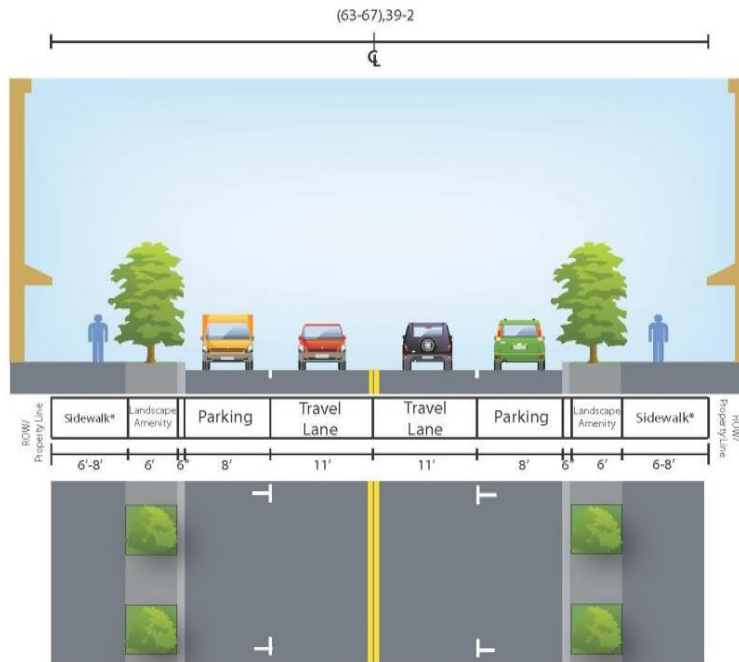 (63-67),39-2
℄
ROW/
Property Line
Sidewalk*
Landscape
Amenity
Parking
Travel
Lane
Travel
Lane
Parking
Landscape
Amenity
Sidewalk*
ROW/
Property Line
6'-8'
6'
6"
8'
11'
11'
8'
6"
6'
6-8'